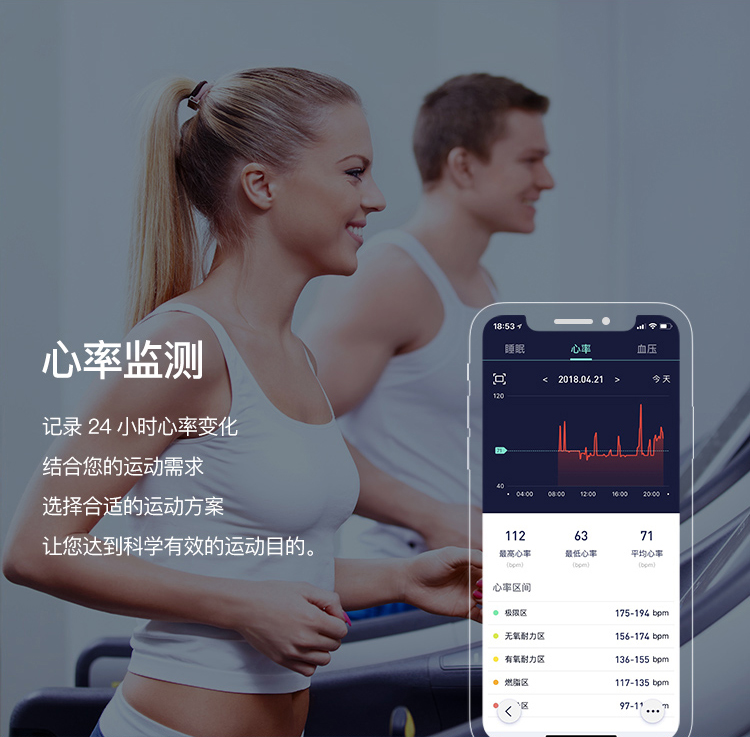 心率监测
记录 24 小时心率变化
结合您的运动需求
选择合适的运动方案
让您达到科学有效的运动目的。
18:53
睡眠 心率 血压
< 2018.04.21 > 今天
120
71
40
04:00 08:00 12:00 16:00 20:00
112 63 71
最高心率 最低心率 平均心率
(bpm) (bpm) (bpm)
心率区间
极限区 175-194 bpm
无氧耐力区 156-174 bpm
有氧耐力区 136-155 bpm
燃脂区 117-135 bpm
区 97-11